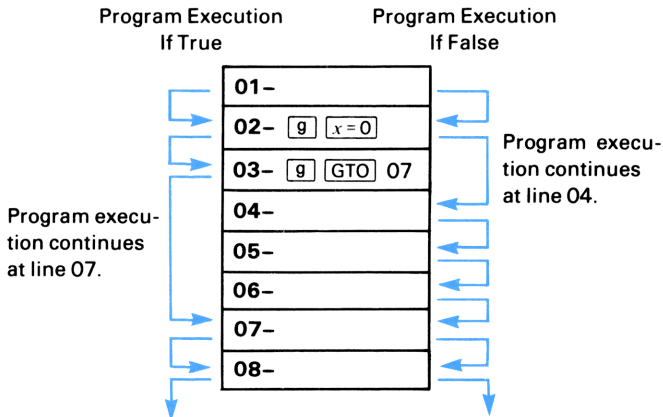 Program Execution
If True
Program Execution
If False
01–
02– g x = 0
03– g GTO 07
04–
05–
06–
07–
08–
Program execu-
tion continues
at line 07.
Program execu-
tion continues
at line 04.